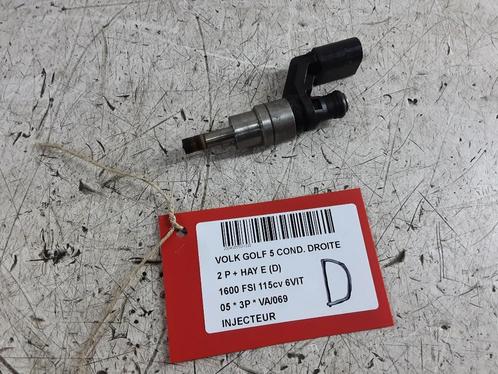 VOLK GOLF 5 COND. DROITE
2 P + HAY E (D)
1600 FSI 115cv 6VIT
05 * 3P * VA/069
INJECTEUR
D